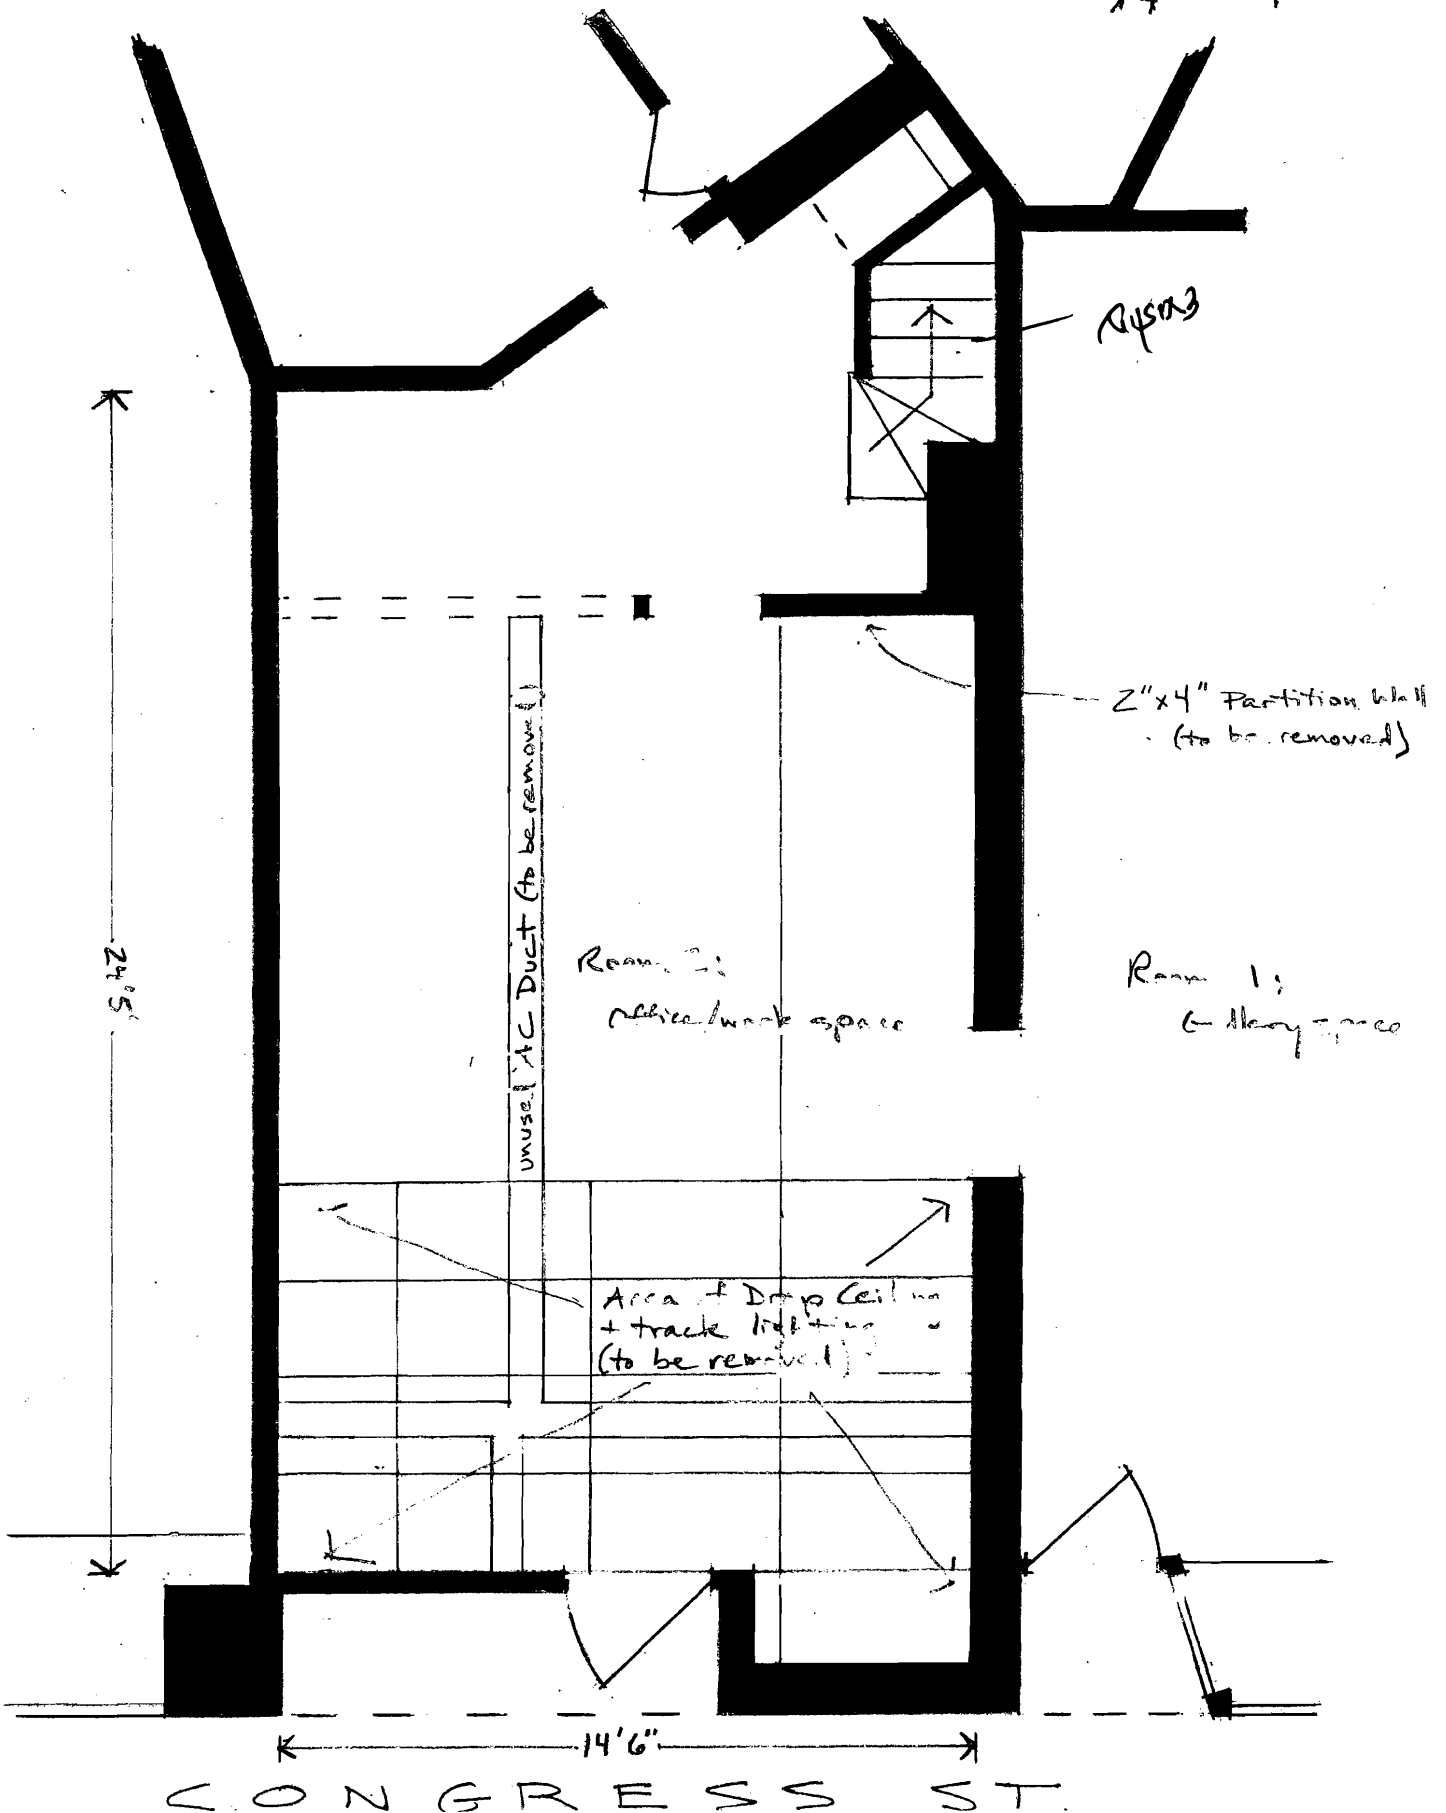 2"x4" Partition Wall
(to be removed)
unused AC Duct (to be removed)
24'5"
Room 2:
office/work space
Room 1:
Gallery space
Area of Drop Ceiling
+ track lighting
(to be removed)
14'6"
CONGRESS ST.